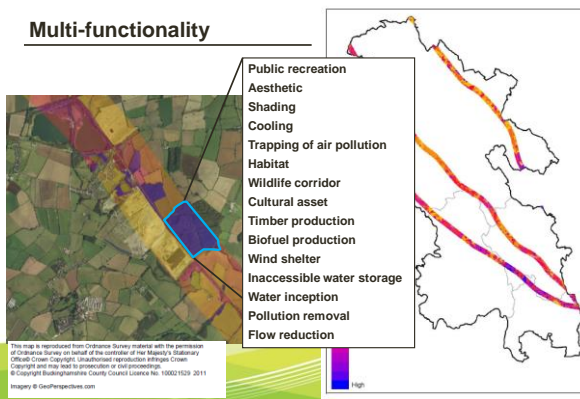 Multi-functionality
Public recreation
Aesthetic
Shading
Cooling
Trapping of air pollution
Habitat
Wildlife corridor
Cultural asset
Timber production
Biofuel production
Wind shelter
Inaccessible water storage
Water inception
Pollution removal
Flow reduction
This map is reproduced from Ordnance Survey material with the permission
of Ordnance Survey on behalf of the controller of Her Majesty's Stationary
Office© Crown Copyright. Unauthorised reproduction infringes Crown
Copyright and may lead to prosecution or civil proceedings.
© Copyright Buckinghamshire County Council Licence No. 100021529 2011
Imagery © GeoPerspectives.com
High